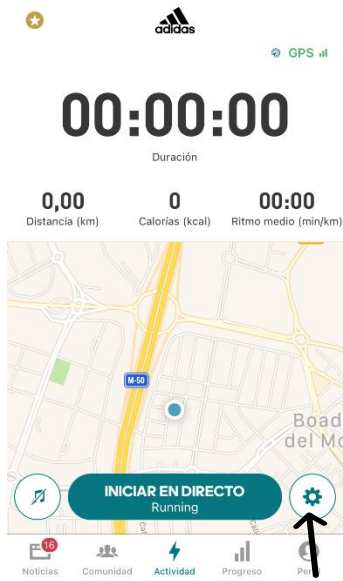 adidas
GPS
00:00:00
Duración
0,00
0
00:00
Distancia (km)
Calorías (kcal)
Ritmo medio (min/km)
M-50
Boad
del Mo
INICIAR EN DIRECTO
Running
16
Noticias
Comunidad
Actividad
Progreso